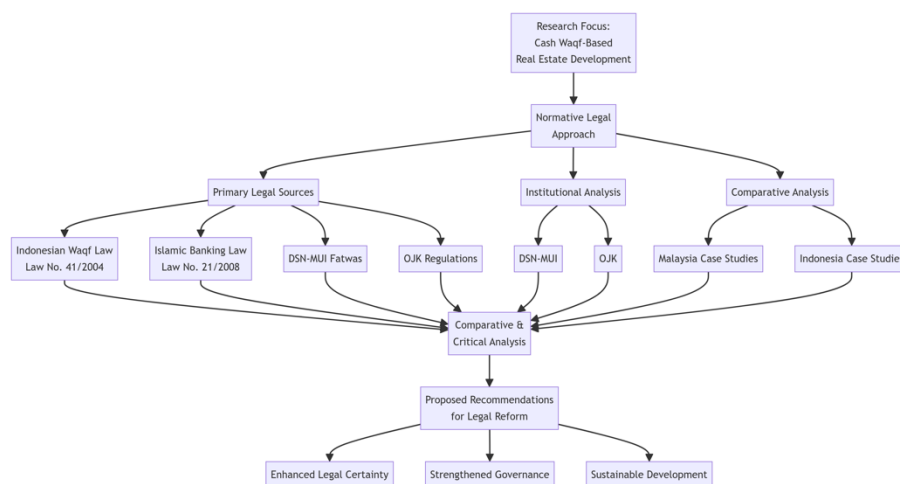 Research Focus:
Cash Waqf-Based
Real Estate Development
Normative Legal
Approach
Primary Legal Sources
Institutional Analysis
Comparative Analysis
Indonesian Waqf Law
Law No. 41/2004
Islamic Banking Law
Law No. 21/2008
DSN-MUI Fatwas
OJK Regulations
DSN-MUI
OJK
Malaysia Case Studies
Indonesia Case Studie
Comparative &
Critical Analysis
Proposed Recommendations
for Legal Reform
Enhanced Legal Certainty
Strengthened Governance
Sustainable Development